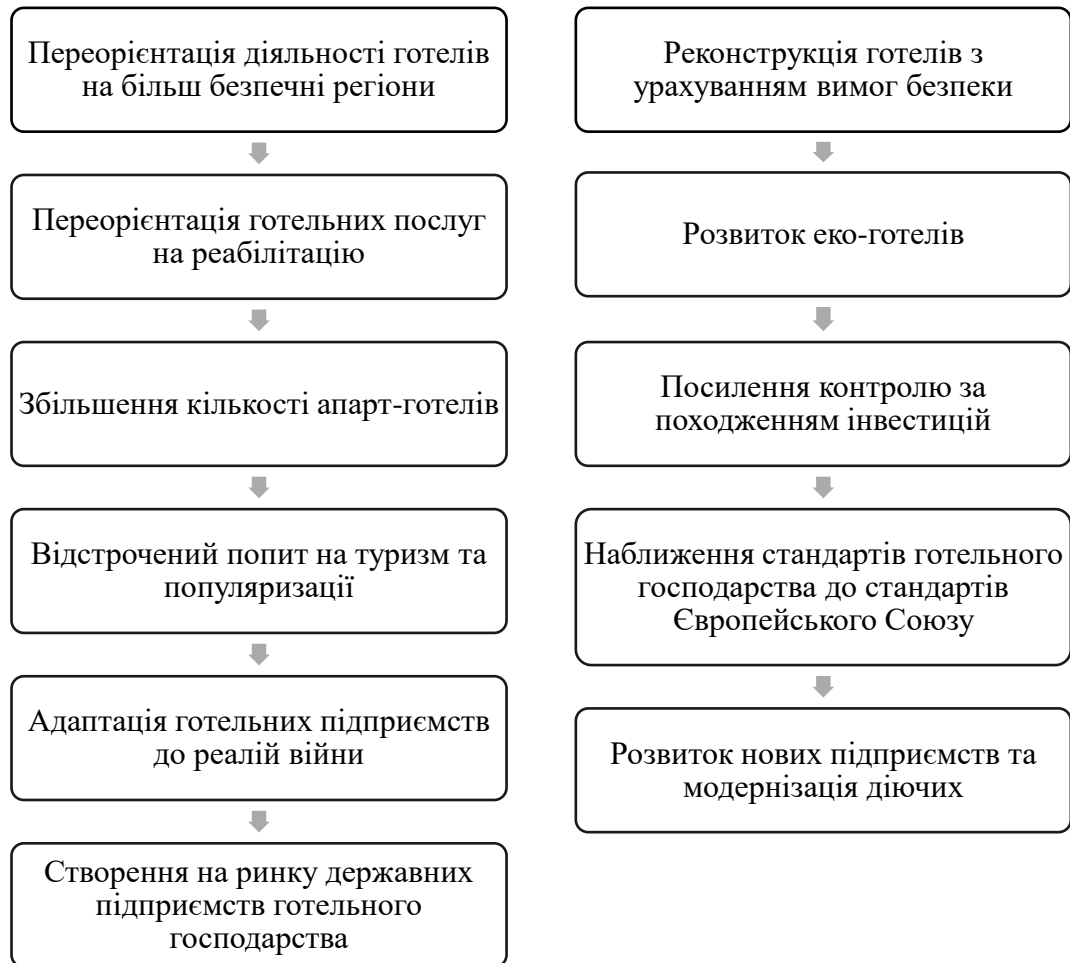 Переорієнтація діяльності готелів
на більш безпечні регіони
Переорієнтація готельних послуг
на реабілітацію
Збільшення кількості апарт-готелів
Відстрочений попит на туризм та
популяризації
Адаптація готельних підприємств
до реалій війни
Створення на ринку державних
підприємств готельного
господарства
Реконструкція готелів з
урахуванням вимог безпеки
Розвиток еко-готелів
Посилення контролю за
походженням інвестицій
Наближення стандартів готельного
господарства до стандартів
Європейського Союзу
Розвиток нових підприємств та
модернізація діючих